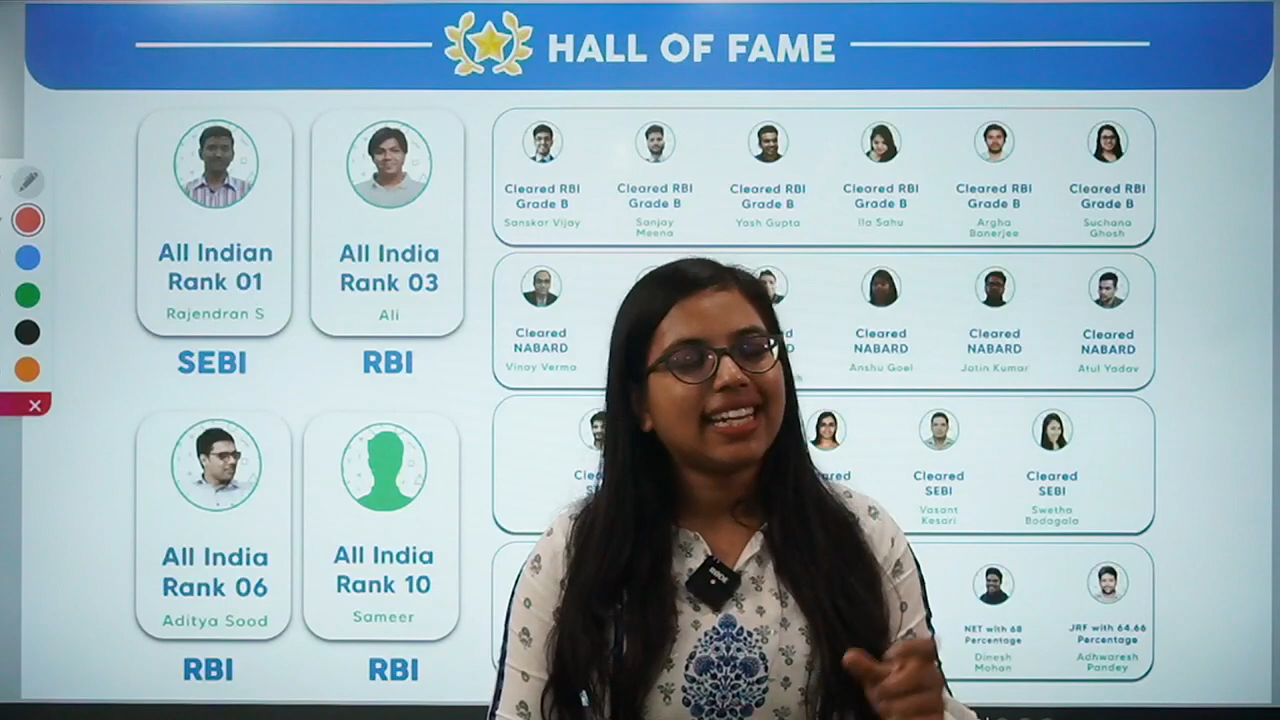 HALL OF FAME
All Indian
Rank 01
Rajendran S
SEBI
All India
Rank 03
Ali
RBI
All India
Rank 06
Aditya Sood
RBI
All India
Rank 10
Sameer
RBI
Cleared RBI
Grade B
Sanskar Vijay
Cleared RBI
Grade B
Sanjay
Meena
Cleared RBI
Grade B
Yash Gupta
Cleared RBI
Grade B
Ila Sahu
Cleared RBI
Grade B
Argha
Banerjee
Cleared RBI
Grade B
Suchana
Ghosh
Cleared
NABARD
Vinay Verma
Cleared
NABARD
Anshu Goel
Cleared
NABARD
Jatin Kumar
Cleared
NABARD
Atul Yadav
Cleared
SEBI
Vasant
Kesari
Cleared
SEBI
Swetha
Bodagala
NET with 68
Percentage
Dinesh
Mohan
JRF with 64.66
Percentage
Adhwaresh
Pandey